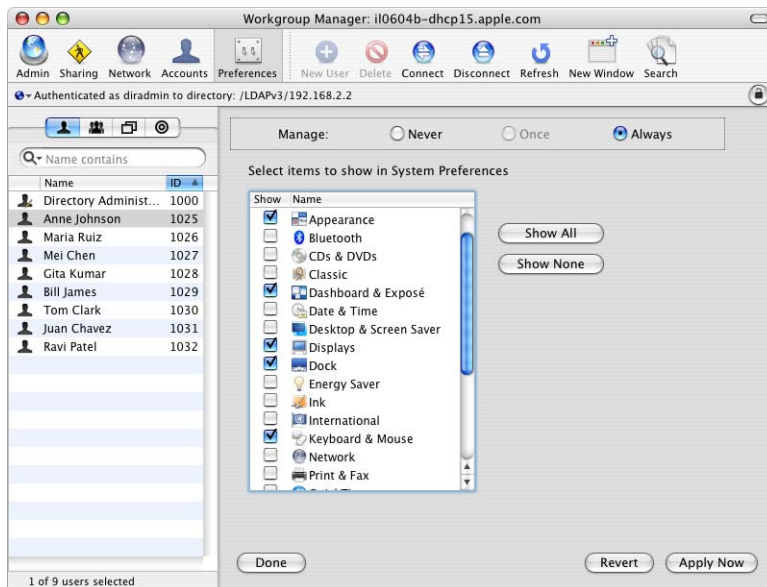 Workgroup Manager: il0604b-dhcp15.apple.com
Admin Sharing Network Accounts Preferences New User Delete Connect Disconnect Refresh New Window Search
Authenticated as diradmin to directory: /LDAPv3/192.168.2.2
Manage: Never Once Always
Name contains
Select items to show in System Preferences
Name ID
Directory Administ... 1000
Anne Johnson 1025
Maria Ruiz 1026
Mei Chen 1027
Gita Kumar 1028
Bill James 1029
Tom Clark 1030
Juan Chavez 1031
Ravi Patel 1032
Show Name
Appearance
Bluetooth
CDs & DVDs
Classic
Dashboard & Exposé
Date & Time
Desktop & Screen Saver
Displays
Dock
Energy Saver
Ink
International
Keyboard & Mouse
Network
Print & Fax
Show All
Show None
Done Revert Apply Now
1 of 9 users selected